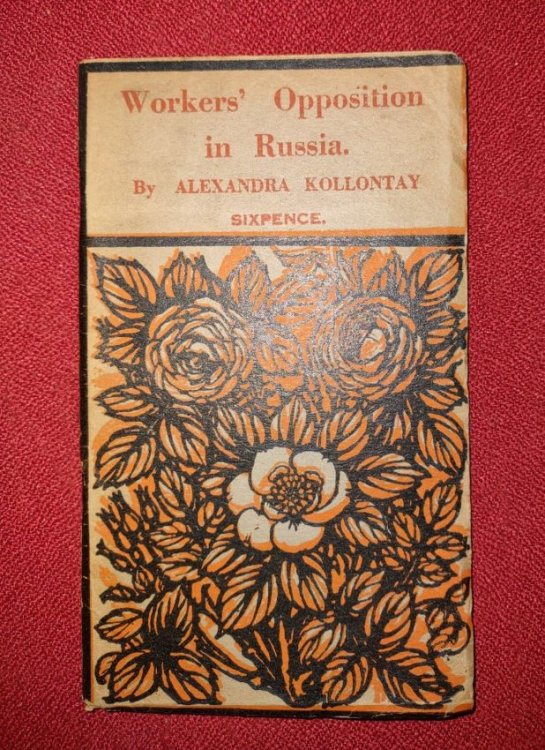 Workers' Opposition
in Russia.
By ALEXANDRA KOLLONTAY
SIXPENCE.